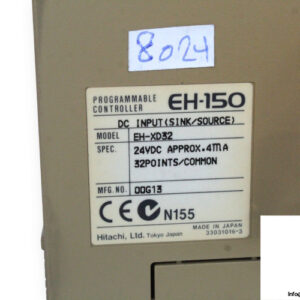 8024
PROGRAMMABLE CONTROLLER EH-150
DC INPUT(SINK/SOURCE)
MODEL EH-XD32
SPEC. 24VDC APPROX.4mA
32POINTS/COMMON
MFG.NO. 00G13
CE N155
MADE IN JAPAN
Hitachi, Ltd. Tokyo Japan 33031016-3